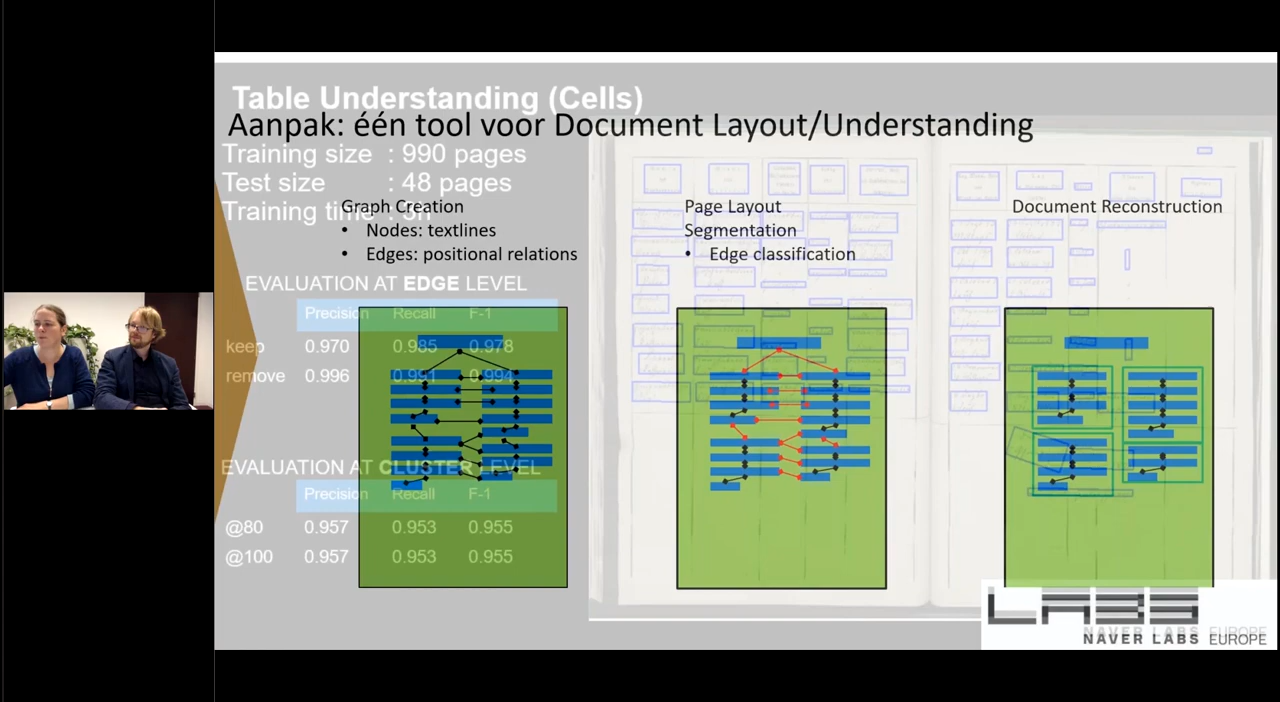 Table Understanding (Cells)
Aanpak: één tool voor Document Layout/Understanding
Training size : 990 pages
Test size : 48 pages
Training time : 5h
Graph Creation
• Nodes: textlines
• Edges: positional relations
Page Layout
Segmentation
• Edge classification
Document Reconstruction
EVALUATION AT EDGE LEVEL
Precision Recall F-1
keep 0.970 0.985 0.978
remove 0.996 0.991 0.994
EVALUATION AT CLUSTER LEVEL
Precision Recall F-1
@80 0.957 0.953 0.955
@100 0.957 0.953 0.955
LABS
NAVER LABS EUROPE